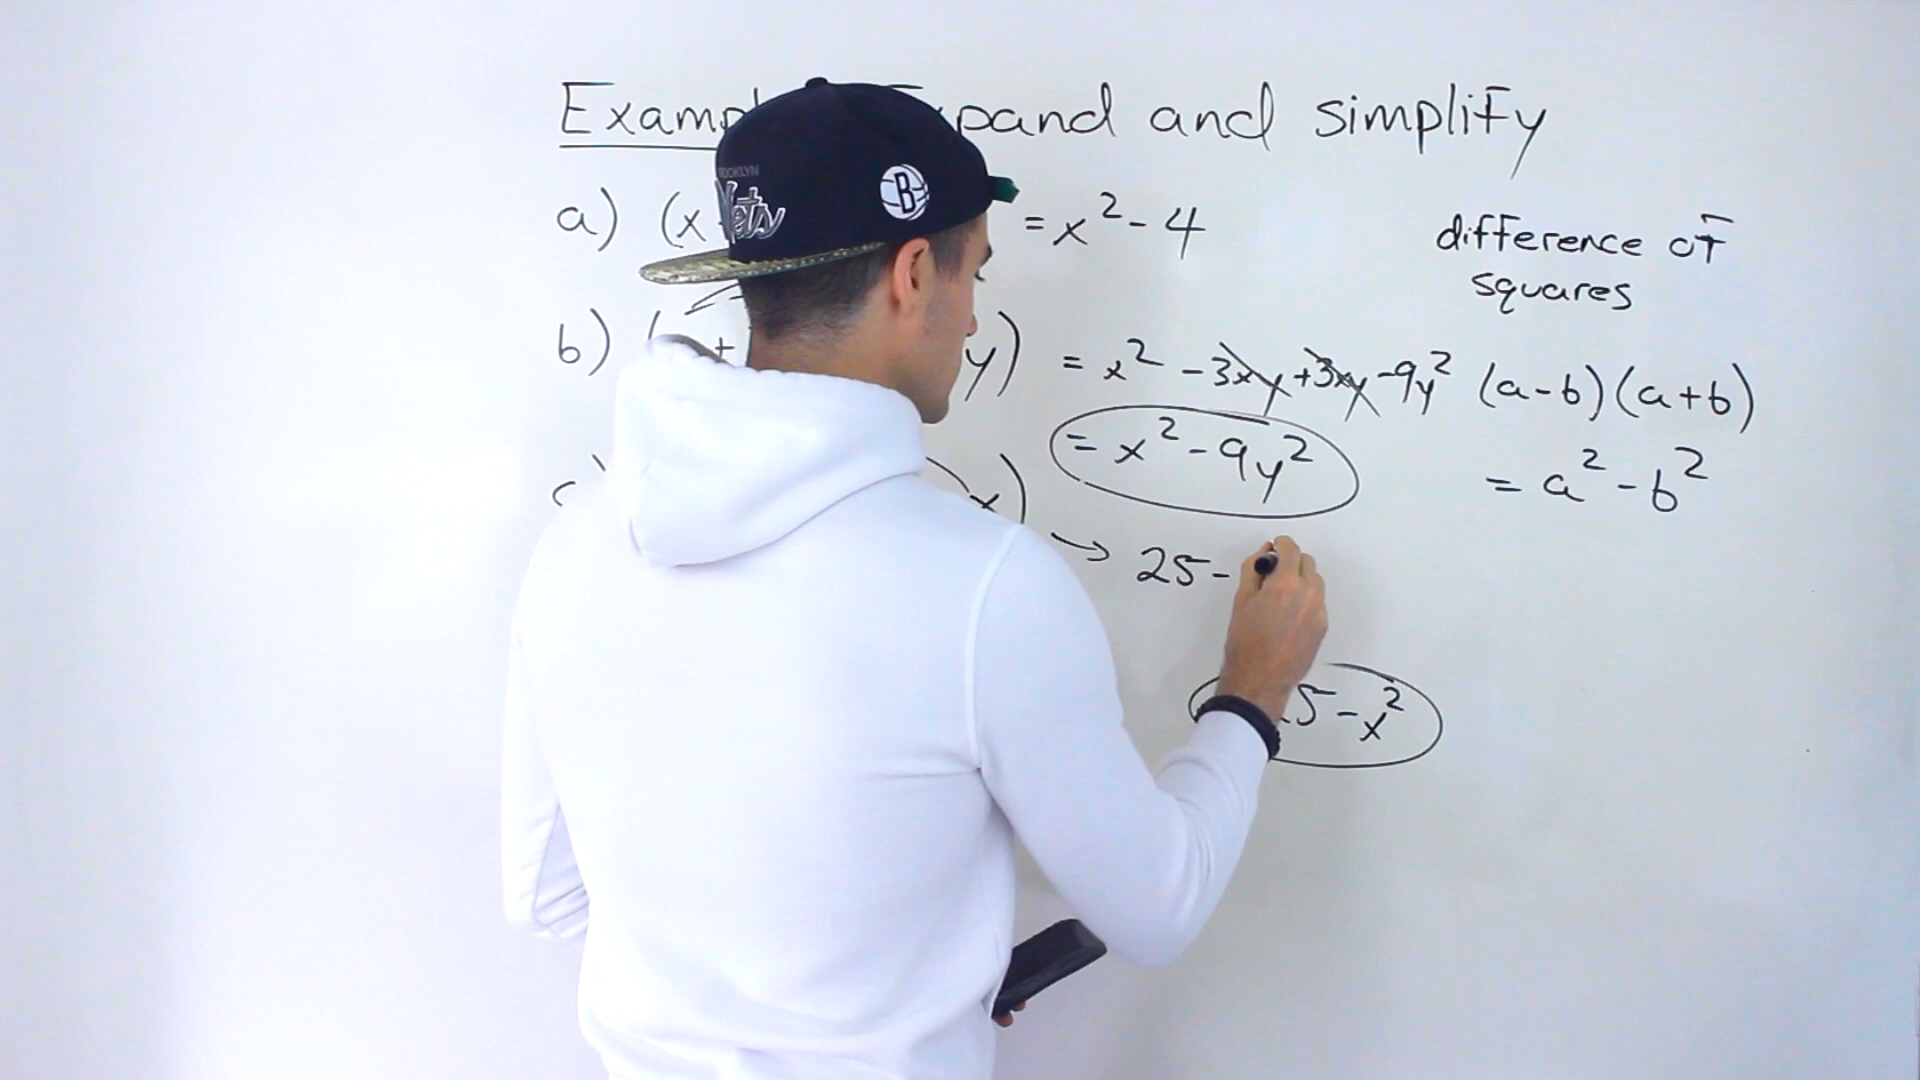 Examp pand and simplify
a) (x = x² - 4
difference of
squares
b) ( + y) = x² - 3xy + 3xy - 9y² (a-b)(a+b)
= x² - 9y²
= a² - b²
x)
→ 25 -
5 - x²
OOKLYN
Nets
B